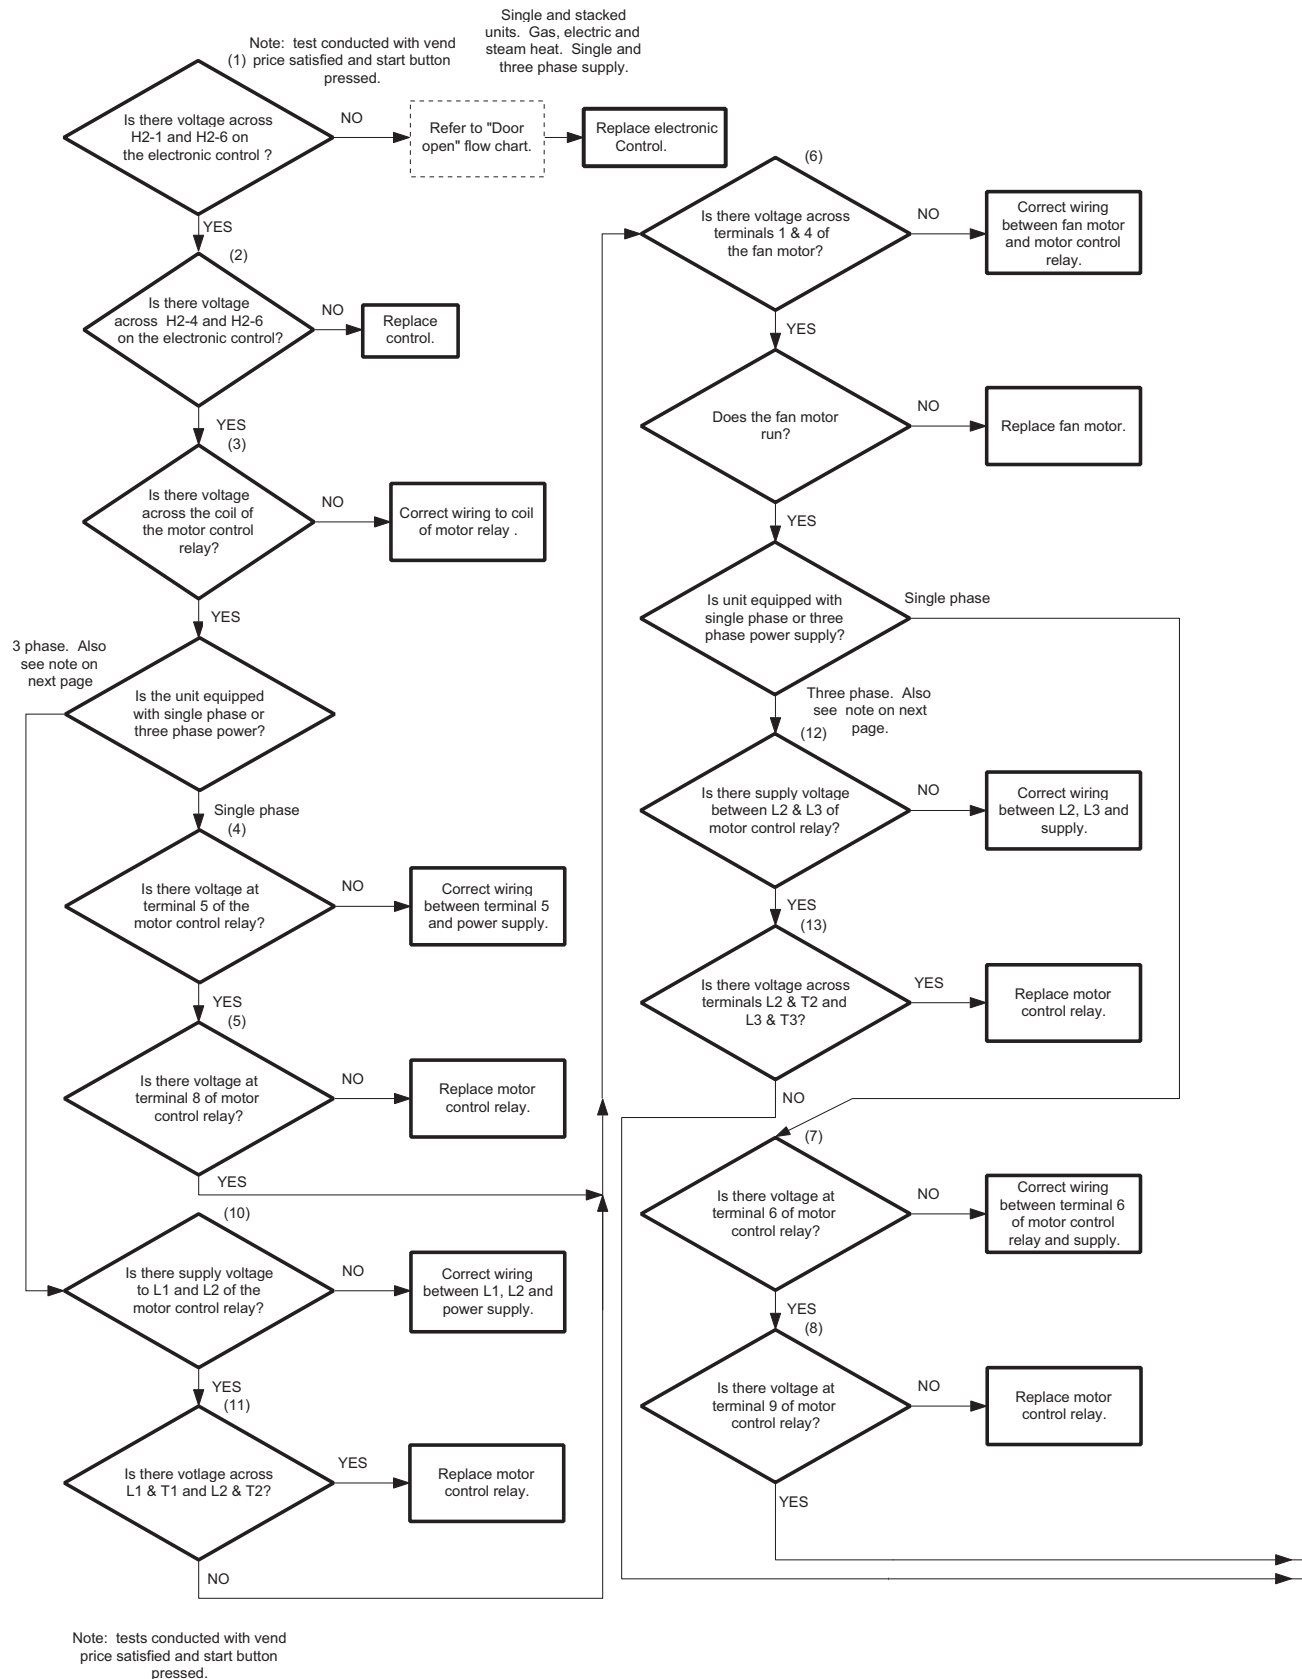 Single and stacked
units. Gas, electric and
steam heat. Single and
three phase supply.
Note: test conducted with vend
price satisfied and start button
pressed.
(1)
Is there voltage across
H2-1 and H2-6 on
the electronic control ?
NO
Refer to "Door
open" flow chart.
Replace electronic
Control.
YES
(2)
Is there voltage
across H2-4 and H2-6
on the electronic control?
NO
Replace
control.
YES
(3)
Is there voltage
across the coil of
the motor control
relay?
NO
Correct wiring to coil
of motor relay .
YES
3 phase. Also
see note on
next page
Is the unit equipped
with single phase or
three phase power?
Single phase
(4)
Is there voltage at
terminal 5 of the
motor control relay?
NO
Correct wiring
between terminal 5
and power supply.
YES
(5)
Is there voltage at
terminal 8 of motor
control relay?
NO
Replace motor
control relay.
YES
(10)
Is there supply voltage
to L1 and L2 of the
motor control relay?
NO
Correct wiring
between L1, L2 and
power supply.
YES
(11)
Is there votlage across
L1 & T1 and L2 & T2?
YES
Replace motor
control relay.
NO
Note: tests conducted with vend
price satisfied and start button
pressed.
(6)
Is there voltage across
terminals 1 & 4 of
the fan motor?
NO
Correct wiring
between fan motor
and motor control
relay.
YES
Does the fan motor
run?
NO
Replace fan motor.
YES
Is unit equipped with
single phase or three
phase power supply?
Single phase
Three phase. Also
see note on next
page.
(12)
Is there supply voltage
between L2 & L3 of
motor control relay?
NO
Correct wiring
between L2, L3 and
supply.
YES
(13)
Is there voltage across
terminals L2 & T2 and
L3 & T3?
YES
Replace motor
control relay.
NO
(7)
Is there voltage at
terminal 6 of motor
control relay?
NO
Correct wiring
between terminal 6
of motor control
relay and supply.
YES
(8)
Is there voltage at
terminal 9 of motor
control relay?
NO
Replace motor
control relay.
YES